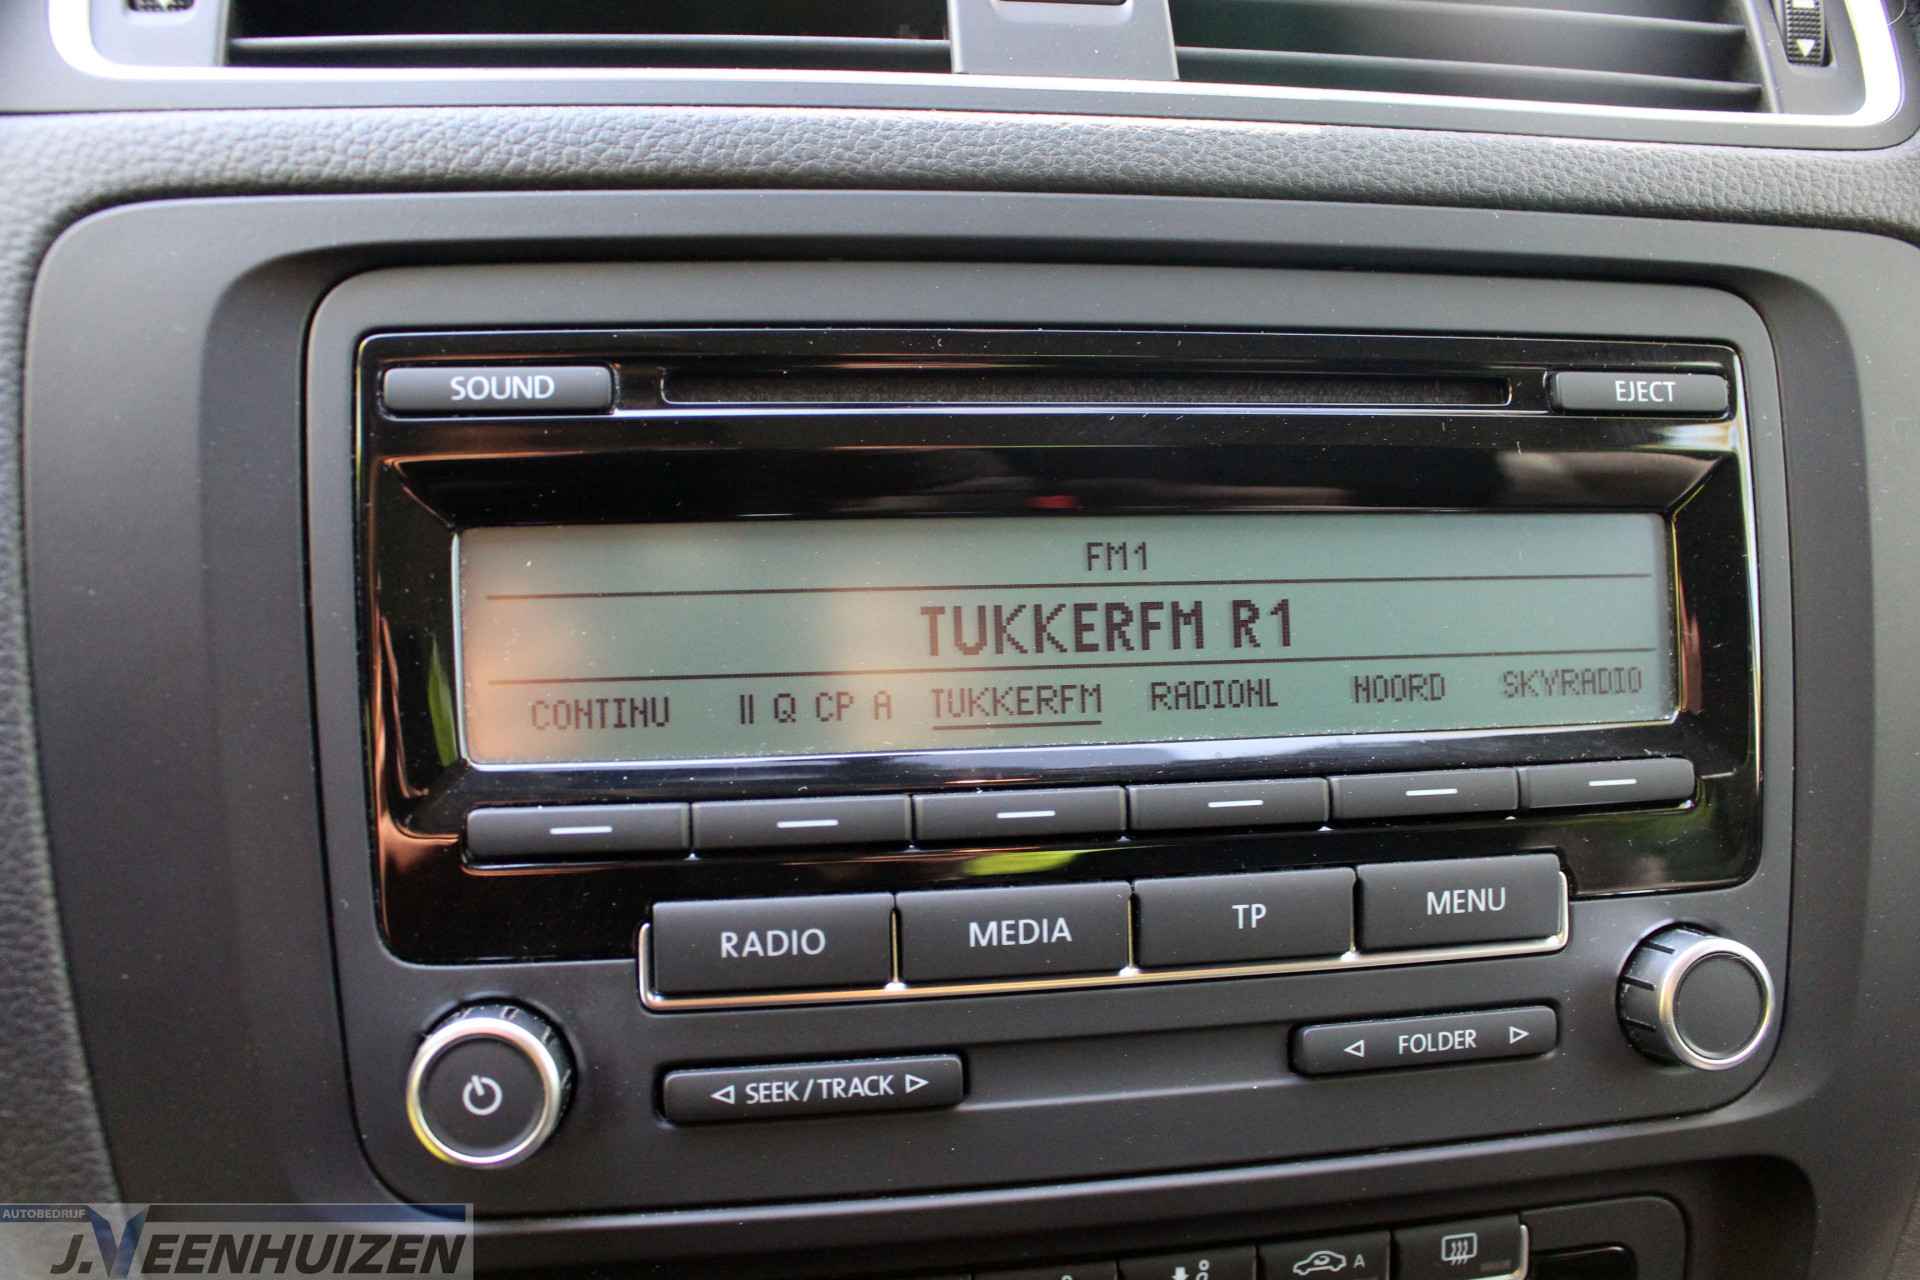 SOUND
EJECT
FM1
TUKKERFM R1
CONTINU II Q CP A TUKKERFM RADIONL NOORD SKYRADIO
RADIO
MEDIA
TP
MENU
FOLDER
SEEK/TRACK
A
AUTOBEDRIJF
J.VEENHUIZEN